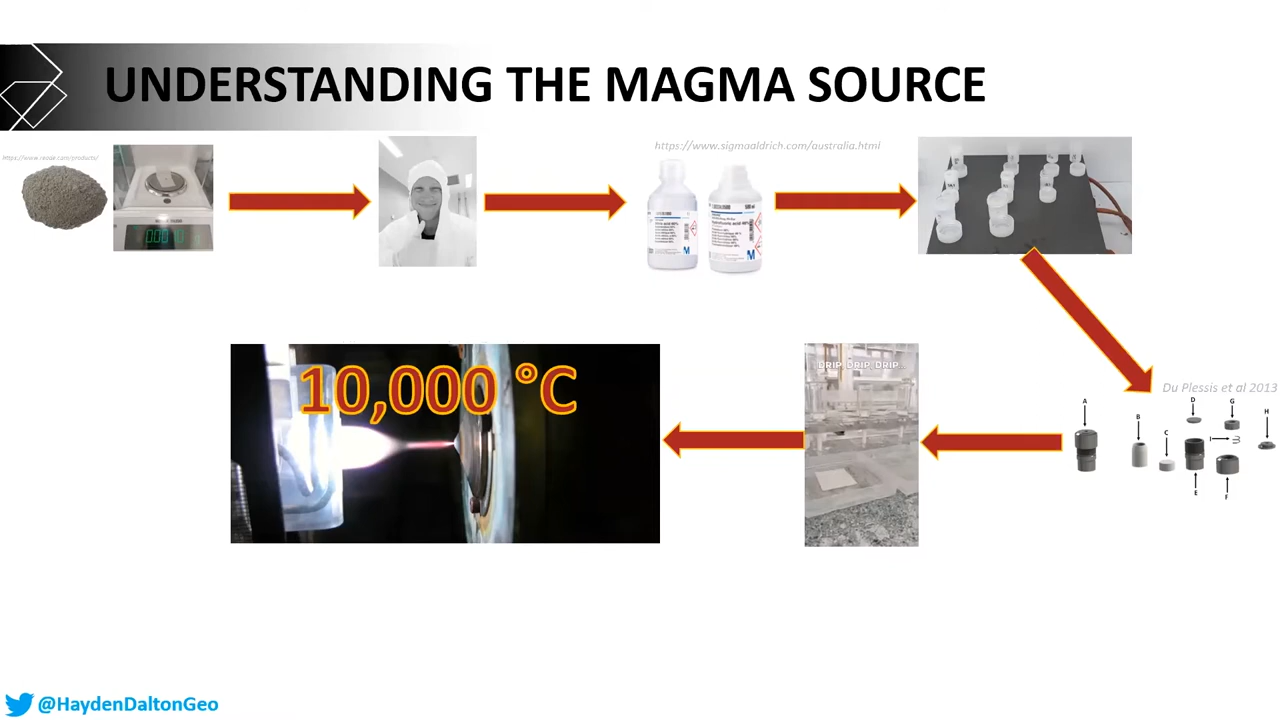 UNDERSTANDING THE MAGMA SOURCE
https://www.sigmaaldrich.com/australia.html
DRIP, DRIP, DRIP...
10,000 °C
Du Plessis et al 2013
A
B
C
D
E
F
G
H
I
@HaydenDaltonGeo